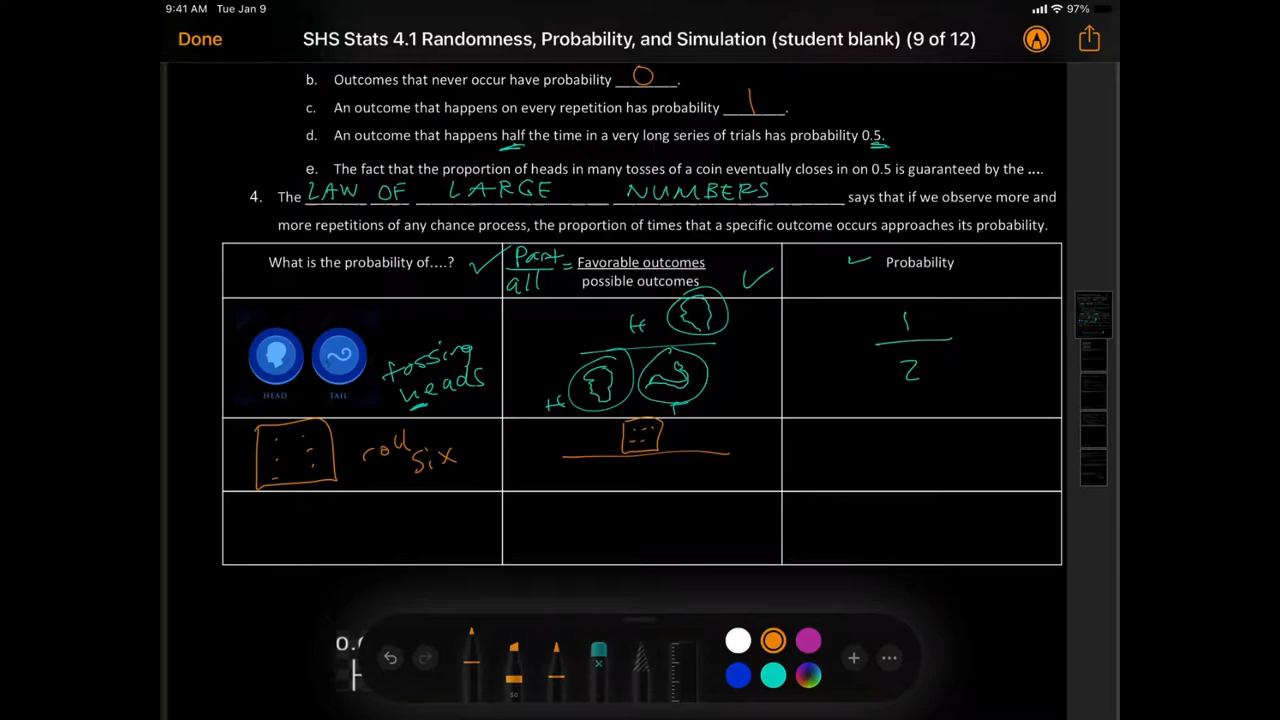 9:41 AM Tue Jan 9 97%
Done SHS Stats 4.1 Randomness, Probability, and Simulation (student blank) (9 of 12)
b. Outcomes that never occur have probability 0.
c. An outcome that happens on every repetition has probability 1.
d. An outcome that happens half the time in a very long series of trials has probability 0.5.
e. The fact that the proportion of heads in many tosses of a coin eventually closes in on 0.5 is guaranteed by the ....
4. The LAW OF LARGE NUMBERS says that if we observe more and
more repetitions of any chance process, the proportion of times that a specific outcome occurs approaches its probability.
What is the probability of....?
Part
all
=
Favorable outcomes
possible outcomes
Probability
HEAD TAIL
tossing
heads
H
H T
1
2
roll
six
0.
50